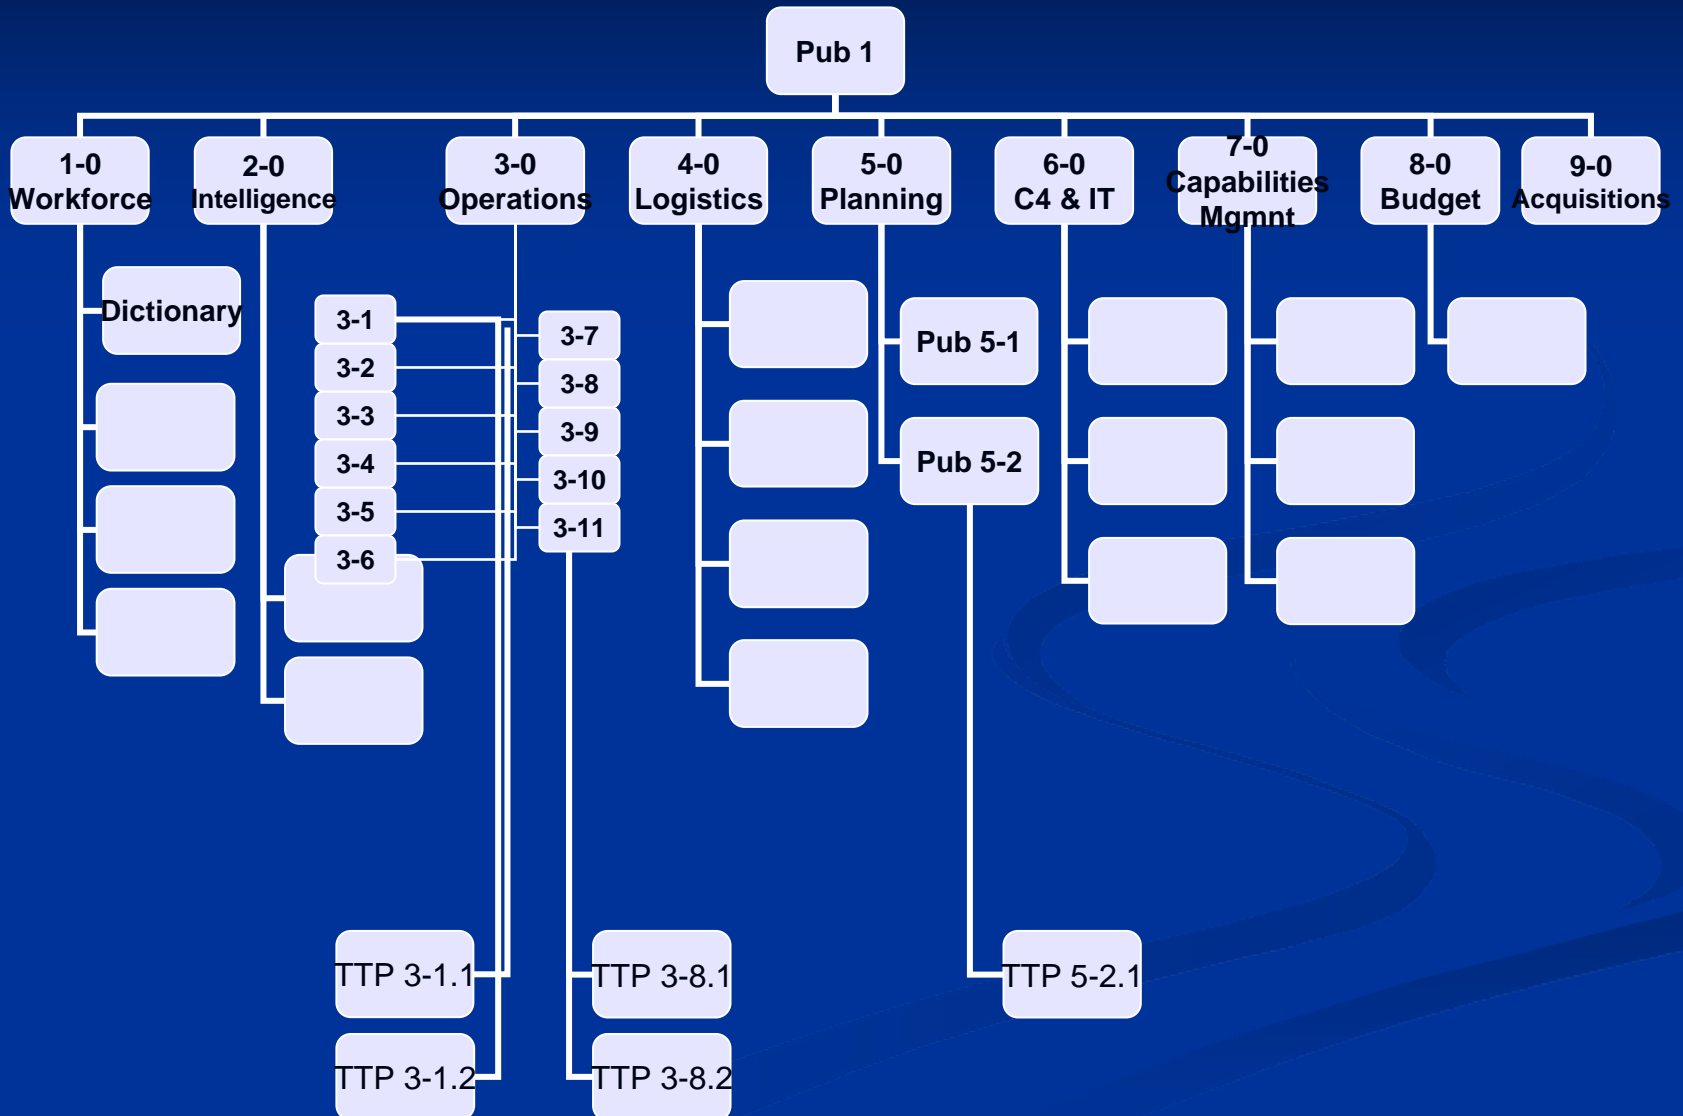 Pub 1
1-0
Workforce
2-0
Intelligence
3-0
Operations
4-0
Logistics
5-0
Planning
6-0
C4 & IT
7-0
Capabilities
Mgmnt
8-0
Budget
9-0
Acquisitions
Dictionary
3-1
3-2
3-3
3-4
3-5
3-6
3-7
3-8
3-9
3-10
3-11
Pub 5-1
Pub 5-2
TTP 3-1.1
TTP 3-8.1
TTP 5-2.1
TTP 3-1.2
TTP 3-8.2